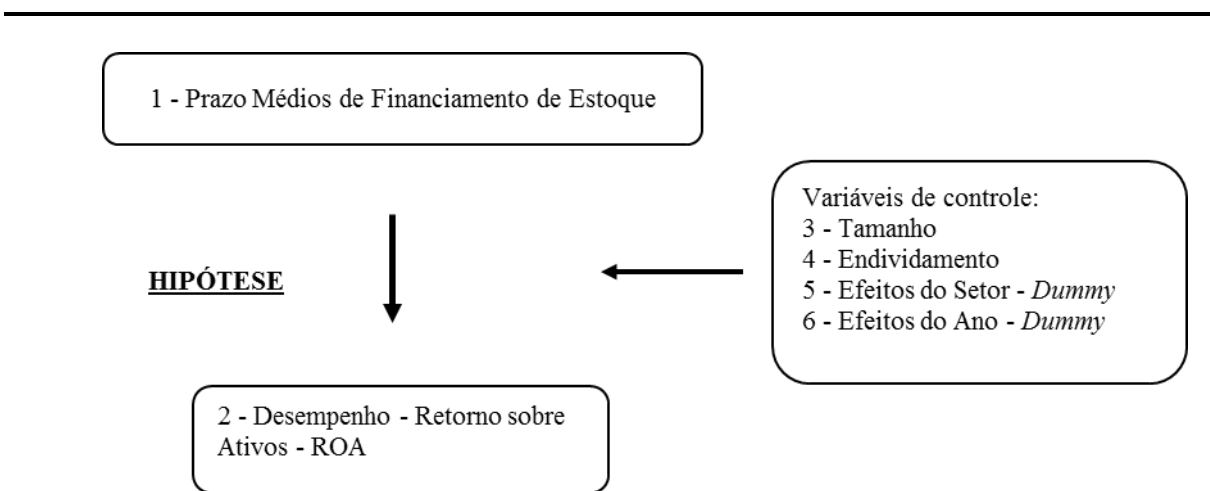 1 - Prazo Médios de Financiamento de Estoque
Variáveis de controle:
3 - Tamanho
4 - Endividamento
5 - Efeitos do Setor - Dummy
6 - Efeitos do Ano - Dummy
HIPÓTESE
2 - Desempenho - Retorno sobre
Ativos - ROA